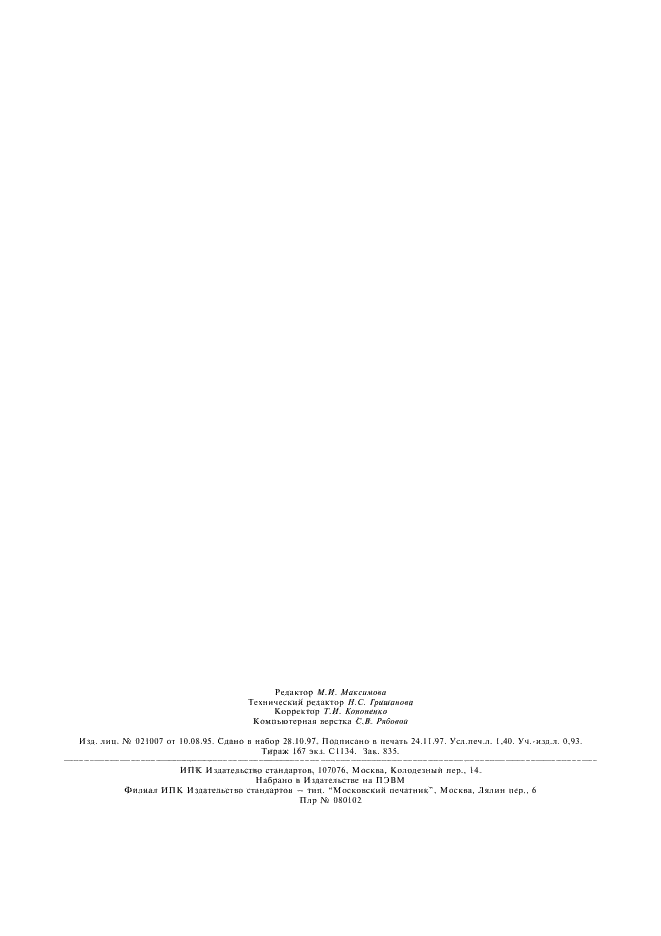 Редактор М.И. Максимова
Технический редактор Н.С. Гришанова
Корректор Т.И. Кононенко
Компьютерная верстка С.В. Рябовой
Изд. лиц. № 021007 от 10.08.95. Сдано в набор 28.10.97. Подписано в печать 24.11.97. Усл.печ.л. 1,40. Уч.-изд.л. 0,93.
Тираж 167 экз. С1134. Зак. 835.
ИПК Издательство стандартов, 107076, Москва, Колодезный пер., 14.
Набрано в Издательстве на ПЭВМ
Филиал ИПК Издательство стандартов – тип. “Московский печатник”, Москва, Лялин пер., 6
Плр № 080102